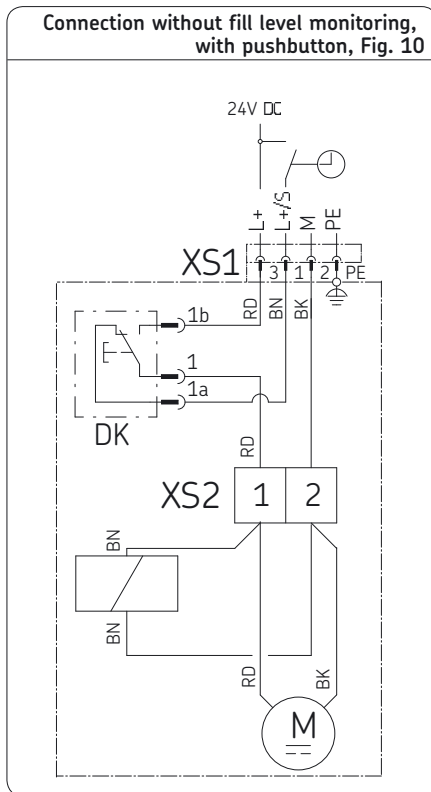 Connection without fill level monitoring,
with pushbutton, Fig. 10
24V DC
L+
L+/S
M
PE
XS1
3
1
2
PE
RD
BN
BK
1b
1
1a
DK
RD
XS2
1
2
BN
BN
RD
BK
M